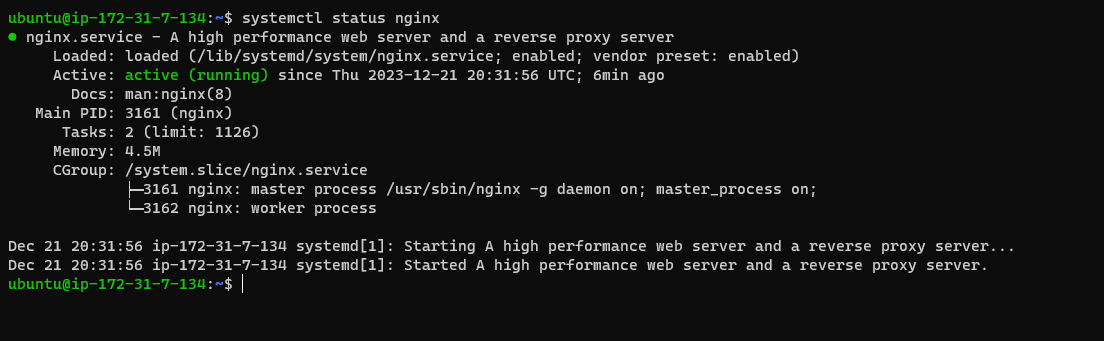 ubuntu@ip-172-31-7-134:~$ systemctl status nginx
● nginx.service - A high performance web server and a reverse proxy server
     Loaded: loaded (/lib/systemd/system/nginx.service; enabled; vendor preset: enabled)
     Active: active (running) since Thu 2023-12-21 20:31:56 UTC; 6min ago
       Docs: man:nginx(8)
   Main PID: 3161 (nginx)
      Tasks: 2 (limit: 1126)
     Memory: 4.5M
     CGroup: /system.slice/nginx.service
             ├─3161 nginx: master process /usr/sbin/nginx -g daemon on; master_process on;
             └─3162 nginx: worker process

Dec 21 20:31:56 ip-172-31-7-134 systemd[1]: Starting A high performance web server and a reverse proxy server...
Dec 21 20:31:56 ip-172-31-7-134 systemd[1]: Started A high performance web server and a reverse proxy server.
ubuntu@ip-172-31-7-134:~$